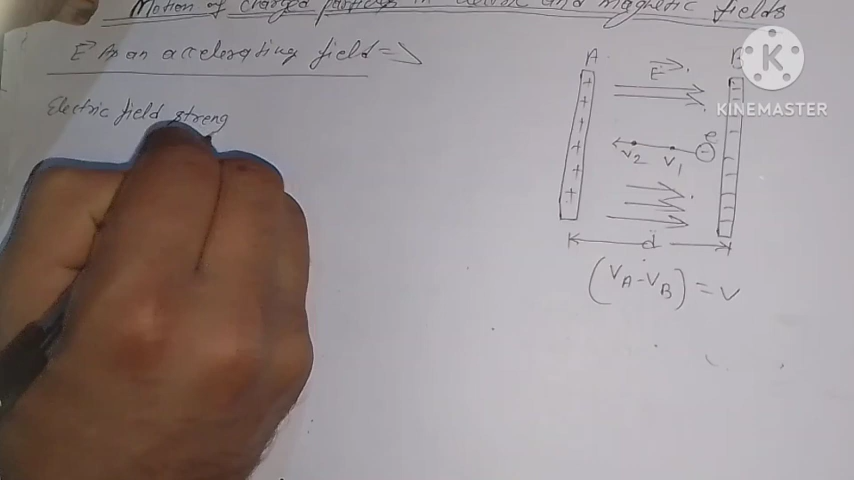 Motion of charged particles in electric and magnetic fields
E As an accelerating field =>
Electric field streng
A
B
E
e
V2
V1
d
(VA - VB) = V
KINEMASTER